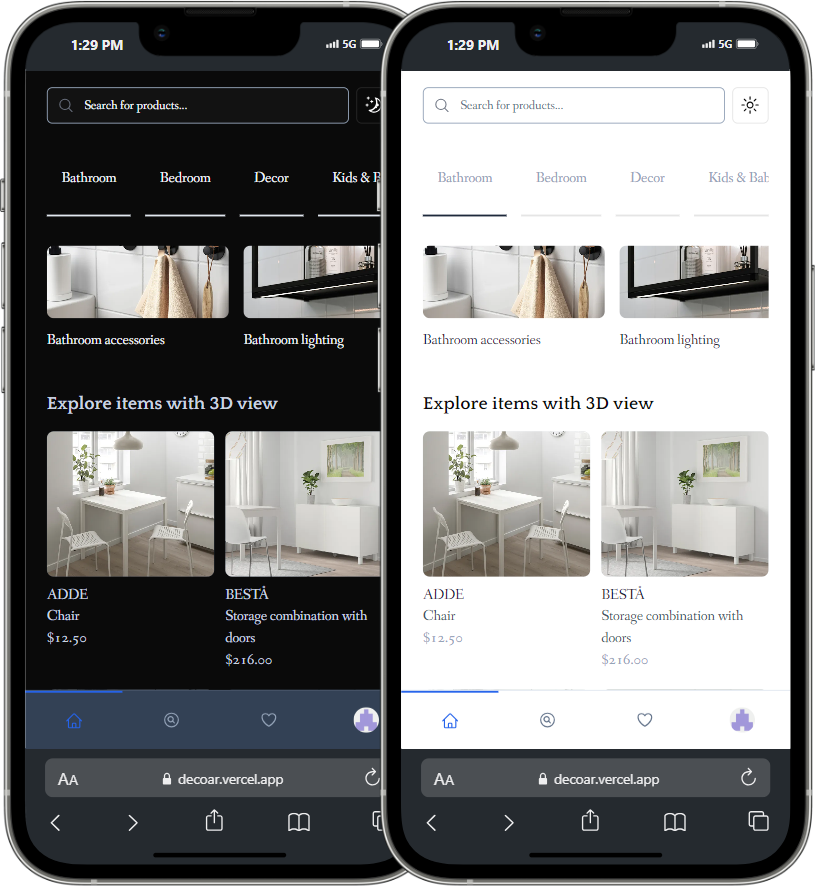 1:29 PM
5G
Search for products...
Bathroom Bedroom Decor Kids & B
Bathroom accessories Bathroom lighting
Explore items with 3D view
ADDE BESTÅ
Chair Storage combination with
doors
$12.50
$216.00
AA decoar.vercel.app
1:29 PM
5G
Search for products...
Bathroom Bedroom Decor Kids & Bab
Bathroom accessories Bathroom lighting
Explore items with 3D view
ADDE BESTÅ
Chair Storage combination with
doors
$12.50
$216.00
AA decoar.vercel.app